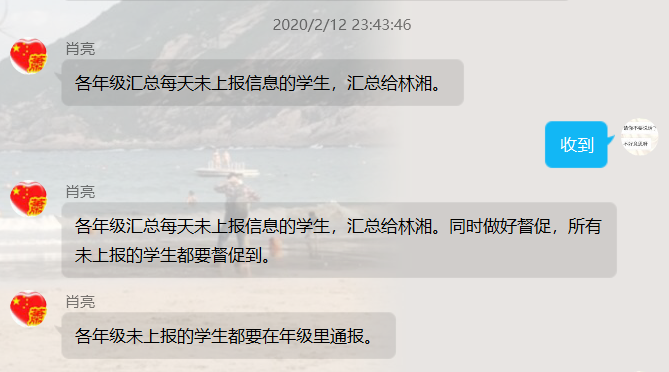 2020/2/12 23:43:46
肖亮
各年级汇总每天未上报信息的学生，汇总给林湘。
收到
肖亮
各年级汇总每天未上报信息的学生，汇总给林湘。同时做好督促，所有
未上报的学生都要督促到。
肖亮
各年级未上报的学生都要在年级里通报。